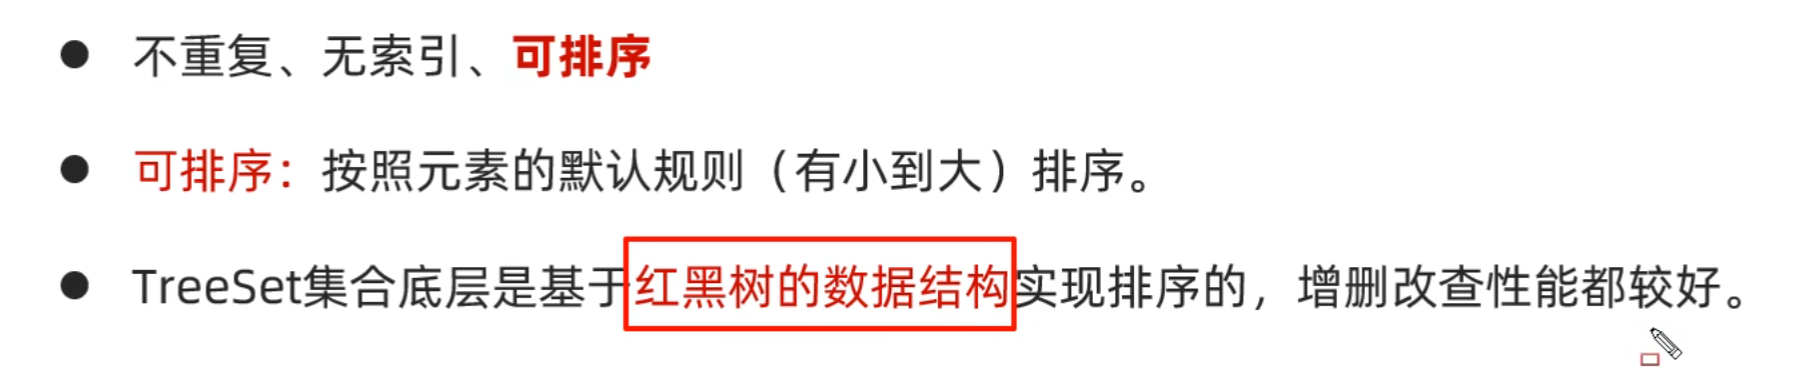 ● 不重复、无索引、可排序
● 可排序：按照元素的默认规则（有小到大）排序。
● TreeSet集合底层是基于红黑树的数据结构实现排序的，增删改查性能都较好。